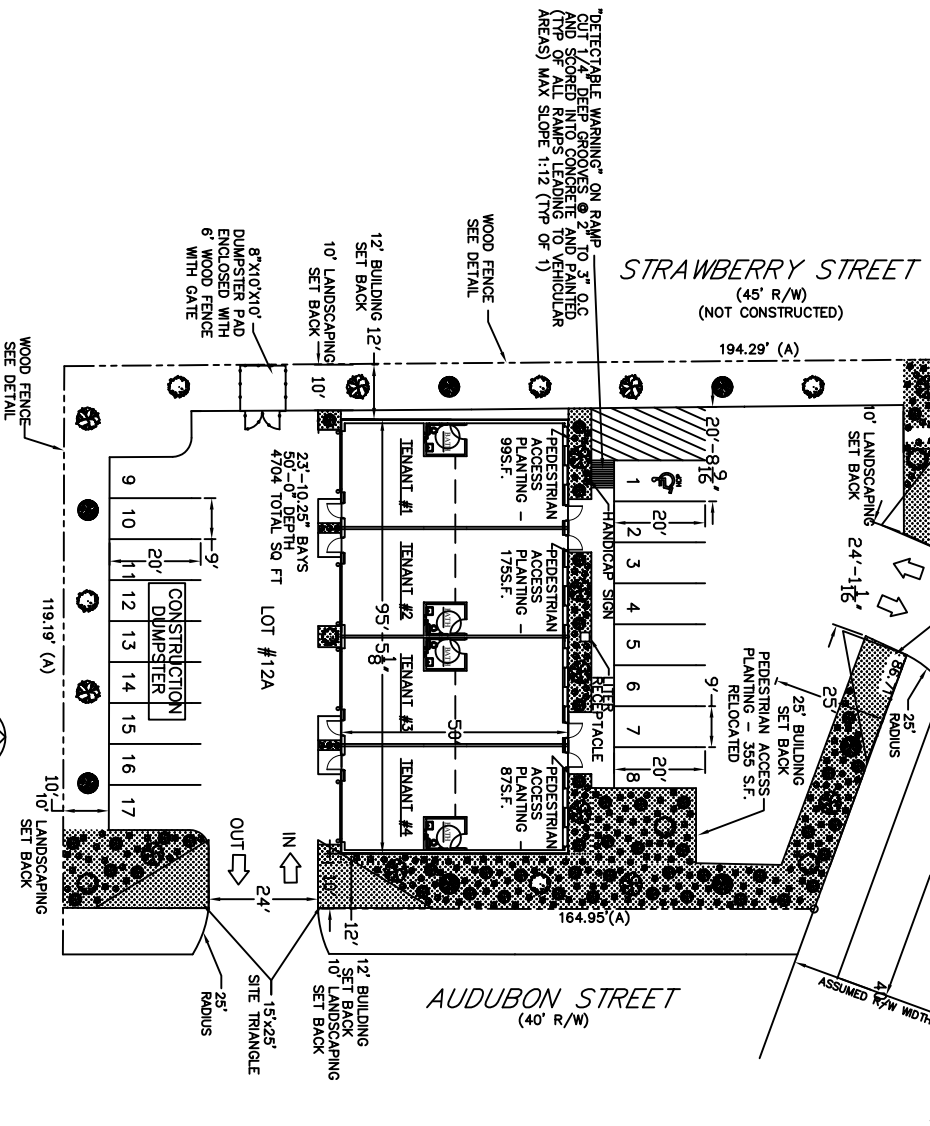 "DETECTABLE WARNING" ON RAMP
CUT 1/4" DEEP GROOVES @ 2" TO 3" O.C
AND SCORED INTO CONCRETE AND PAINTED
(TYP OF ALL RAMPS LEADING TO VEHICULAR
AREAS) MAX SLOPE 1:12 (TYP OF 1)
STRAWBERRY STREET
(45' R/W)
(NOT CONSTRUCTED)
194.29' (A)
WOOD FENCE
SEE DETAIL
12' BUILDING
SET BACK
12'
10' LANDSCAPING
SET BACK
10'
8"X10'X10'
DUMPSTER PAD
ENCLOSED WITH
6' WOOD FENCE
WITH GATE
WOOD FENCE
SEE DETAIL
10' LANDSCAPING
SET BACK
20'-8 9/16"
24'-1 1/16"
1
2
3
4
5
6
7
8
20'
9'
20'
HANDICAP SIGN
LITER
RECEPTACLE
PEDESTRIAN
ACCESS
PLANTING -
99S.F.
PEDESTRIAN
ACCESS
PLANTING -
175S.F.
PEDESTRIAN
ACCESS
PLANTING -
87S.F.
PEDESTRIAN ACCESS
PLANTING - 355 S.F.
RELOCATED
25' BUILDING
SET BACK
25'
25'
RADIUS
TENANT #1
TENANT #2
TENANT #3
TENANT #4
BATH
BATH
BATH
BATH
95'-5 1/8"
50'
23'-10.25" BAYS
50'-0" DEPTH
4704 TOTAL SQ FT
LOT #12A
CONSTRUCTION
DUMPSTER
9
10
11
12
13
14
15
16
17
9'
20'
119.19' (A)
10'
10' LANDSCAPING
SET BACK
IN
OUT
24'
10'
12'
12' BUILDING
SET BACK
10' LANDSCAPING
SET BACK
15'x25'
SITE TRIANGLE
25'
RADIUS
164.95'(A)
AUDUBON STREET
(40' R/W)
ASSUMED R/W WIDTH